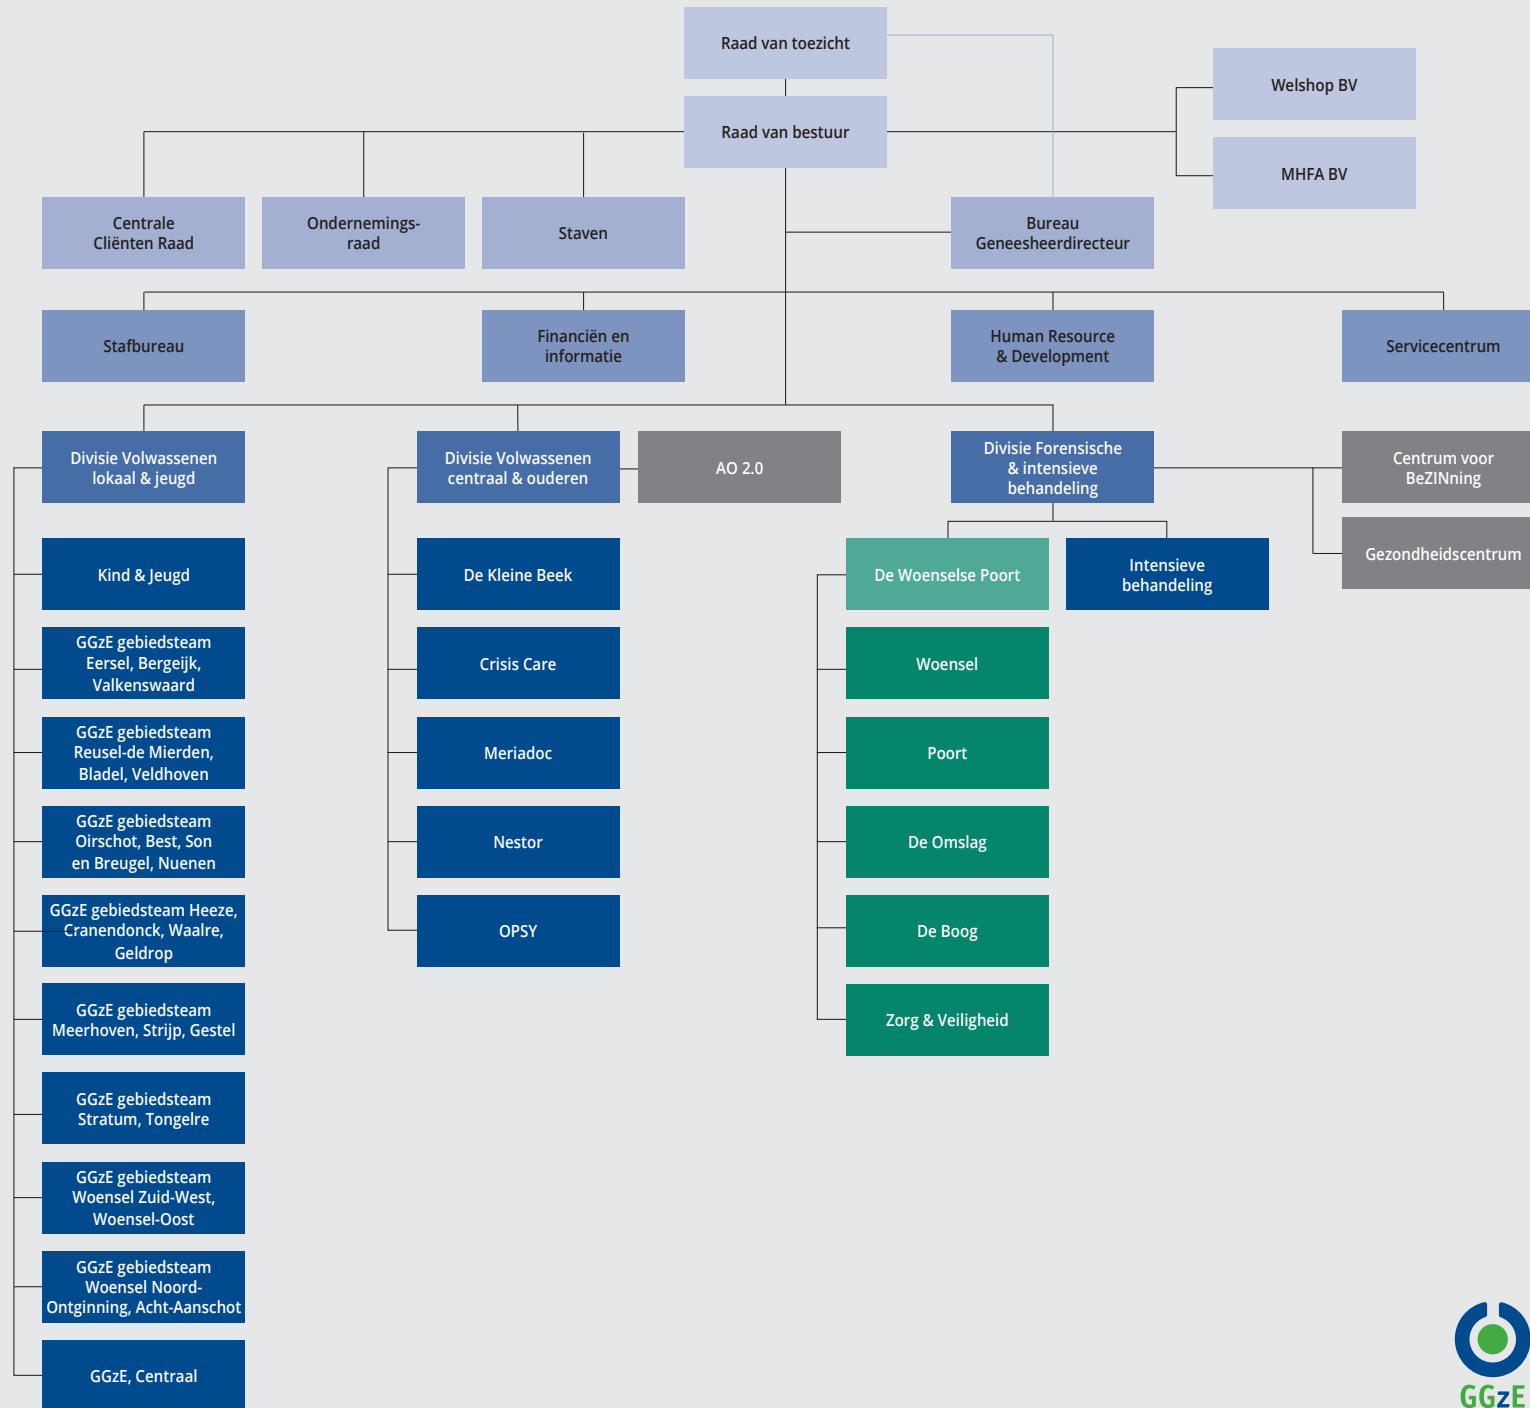 Raad van toezicht
Raad van bestuur
Welshop BV
MHFA BV
Centrale
Cliënten Raad
Ondernemings-
raad
Staven
Bureau
Geneesheerdirecteur
Stafbureau
Financiën en
informatie
Human Resource
& Development
Servicecentrum
Divisie Volwassenen
lokaal & jeugd
Divisie Volwassenen
centraal & ouderen
AO 2.0
Divisie Forensische
& intensieve
behandeling
Centrum voor
BeZINning
Gezondheidscentrum
Kind & Jeugd
GGzE gebiedsteam
Eersel, Bergeijk,
Valkenswaard
GGzE gebiedsteam
Reusel-de Mierden,
Bladel, Veldhoven
GGzE gebiedsteam
Oirschot, Best, Son
en Breugel, Nuenen
GGzE gebiedsteam Heeze,
Cranendonck, Waalre,
Geldrop
GGzE gebiedsteam
Meerhoven, Strijp, Gestel
GGzE gebiedsteam
Stratum, Tongelre
GGzE gebiedsteam
Woensel Zuid-West,
Woensel-Oost
GGzE gebiedsteam
Woensel Noord-
Ontginning, Acht-Aanschot
GGzE, Centraal
De Kleine Beek
Crisis Care
Meriadoc
Nestor
OPSY
De Woenselse Poort
Intensieve
behandeling
Woensel
Poort
De Omslag
De Boog
Zorg & Veiligheid
GGzE